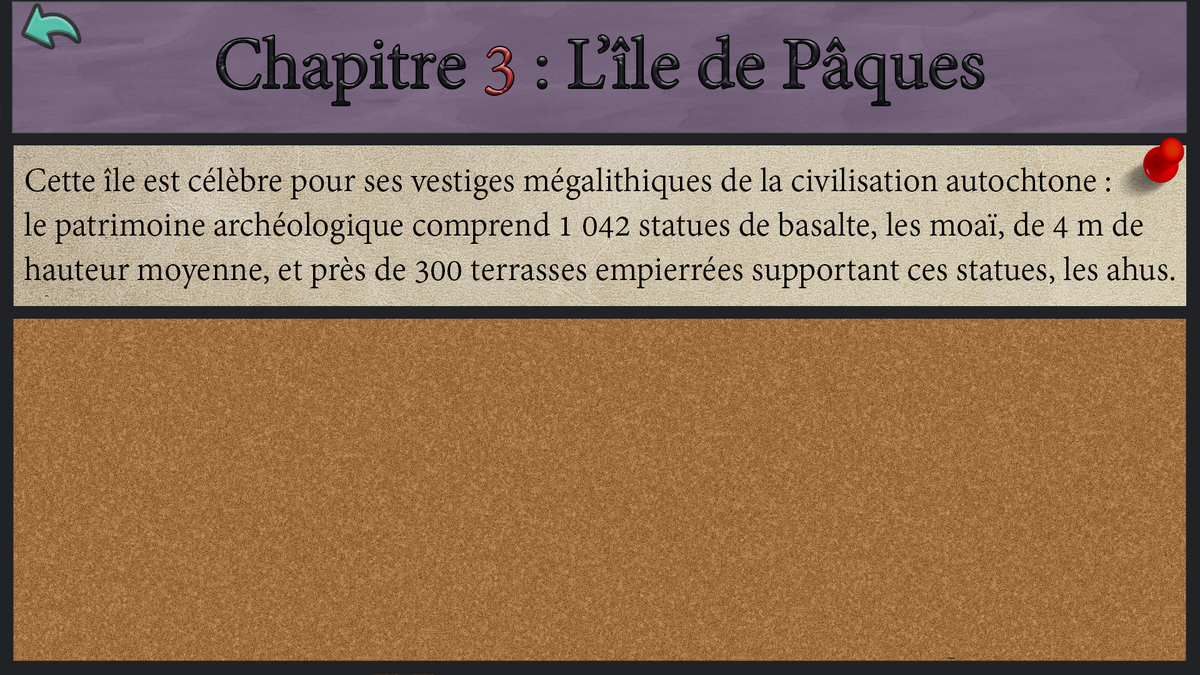 Chapitre 3 : L’île de Pâques
Cette île est célèbre pour ses vestiges mégalithiques de la civilisation autochtone :
le patrimoine archéologique comprend 1 042 statues de basalte, les moaï, de 4 m de
hauteur moyenne, et près de 300 terrasses empierrées supportant ces statues, les ahus.